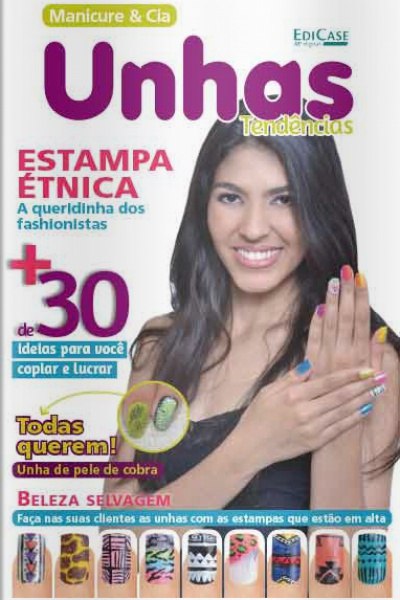 Manicure & Cia
EDICASE
Unhas
Tendências
ESTAMPA
ÉTNICA
A queridinha dos
fashionistas
+
de 30
Ideias para você
copiar e lucrar
Todas
querem!
Unha de pele de cobra
BELEZA SELVAGEM
Faça nas suas clientes as unhas com as estampas que estão em alta